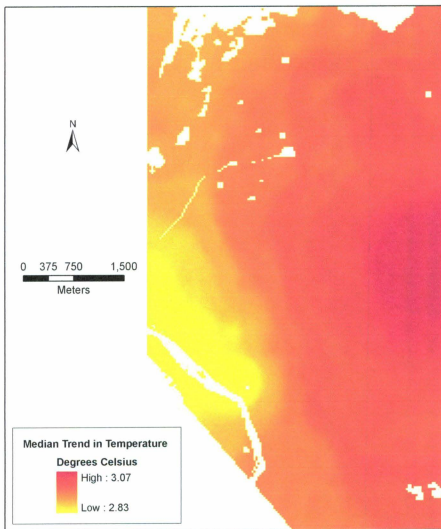 N
0 375 750 1,500
Meters
Median Trend in Temperature
Degrees Celsius
High : 3.07
Low : 2.83